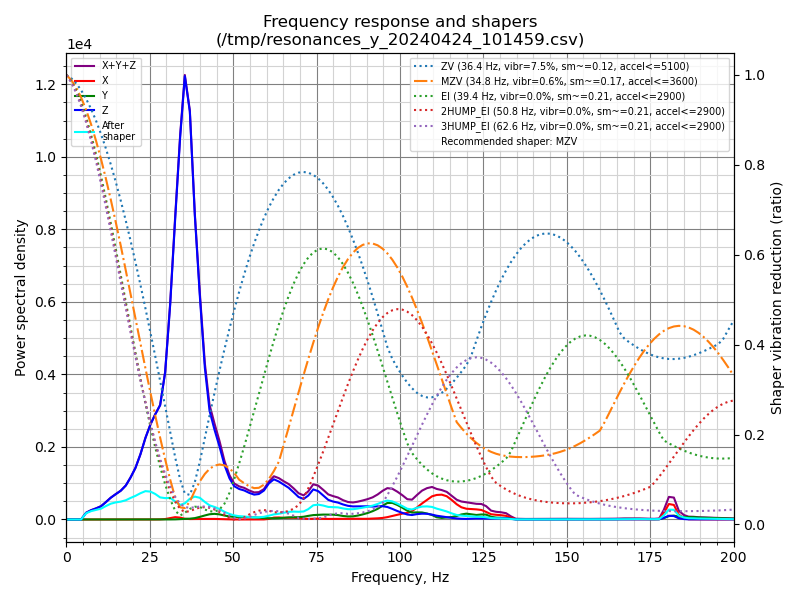 Frequency response and shapers
(/tmp/resonances_y_20240424_101459.csv)
1e4
X+Y+Z
X
Y
Z
After
shaper
ZV (36.4 Hz, vibr=7.5%, sm~=0.12, accel<=5100)
MZV (34.8 Hz, vibr=0.6%, sm~=0.17, accel<=3600)
EI (39.4 Hz, vibr=0.0%, sm~=0.21, accel<=2900)
2HUMP_EI (50.8 Hz, vibr=0.0%, sm~=0.21, accel<=2900)
3HUMP_EI (62.6 Hz, vibr=0.0%, sm~=0.21, accel<=2900)
Recommended shaper: MZV
Power spectral density
1.2
1.0
0.8
0.6
0.4
0.2
0.0
1.0
0.8
0.6
0.4
0.2
0.0
Shaper vibration reduction (ratio)
0 25 50 75 100 125 150 175 200
Frequency, Hz